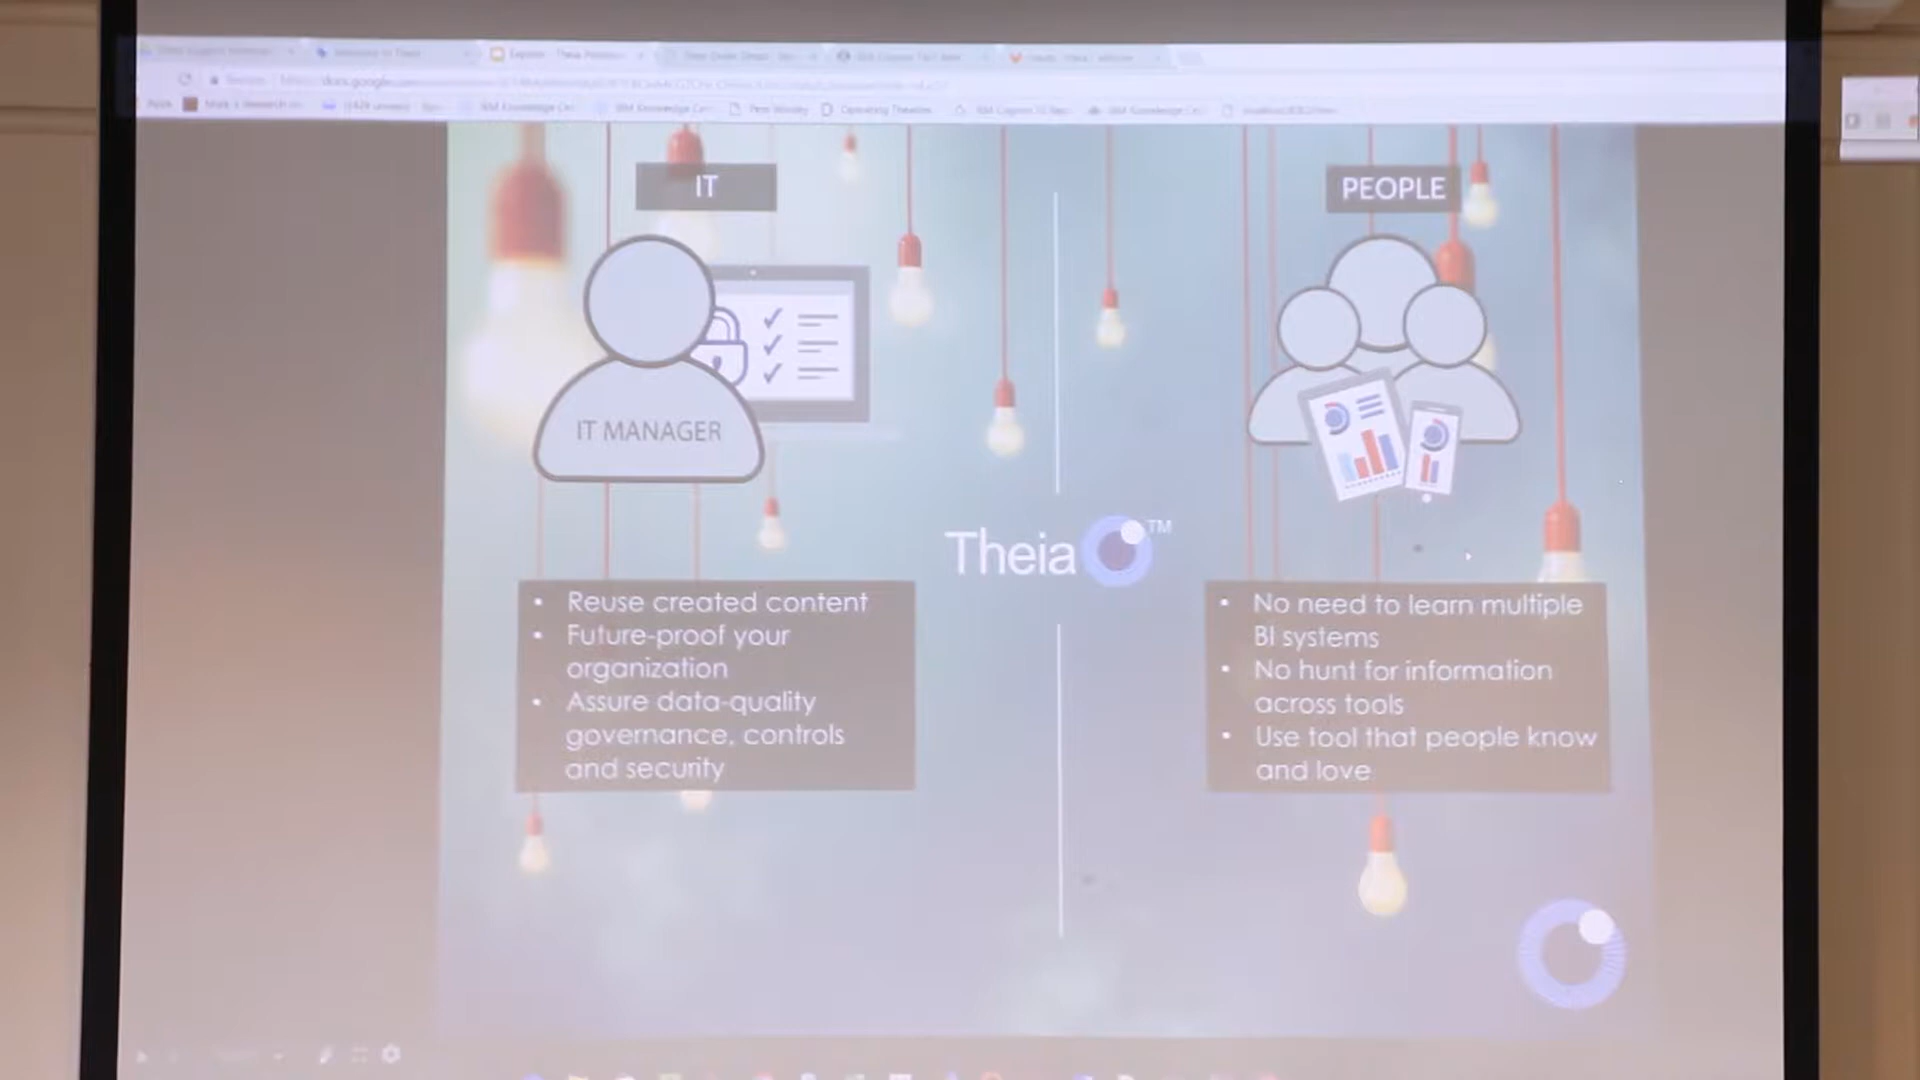 docs.google
IT
PEOPLE
IT MANAGER
Theia TM
• Reuse created content
• Future-proof your
organization
• Assure data-quality
governance, controls
and security
• No need to learn multiple
BI systems
• No hunt for information
across tools
• Use tool that people know
and love